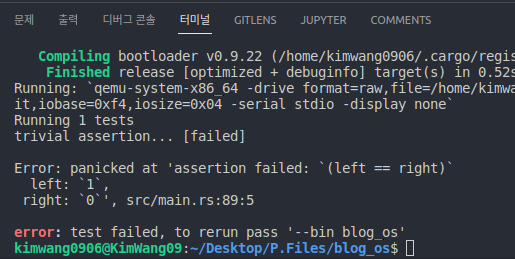 문제 출력 디버그 콘솔 터미널 GITLENS JUPYTER COMMENTS
Compiling bootloader v0.9.22 (/home/kimwang0906/.cargo/regis
Finished release [optimized + debuginfo] target(s) in 0.52s
Running: `qemu-system-x86_64 -drive format=raw,file=/home/kimwa
it,iobase=0xf4,iosize=0x04 -serial stdio -display none`
Running 1 tests
trivial assertion... [failed]
Error: panicked at 'assertion failed: `(left == right)`
left: `1`,
right: `0`', src/main.rs:89:5
error: test failed, to rerun pass '--bin blog_os'
kimwang0906@KimWang09:~/Desktop/P.Files/blog_os$